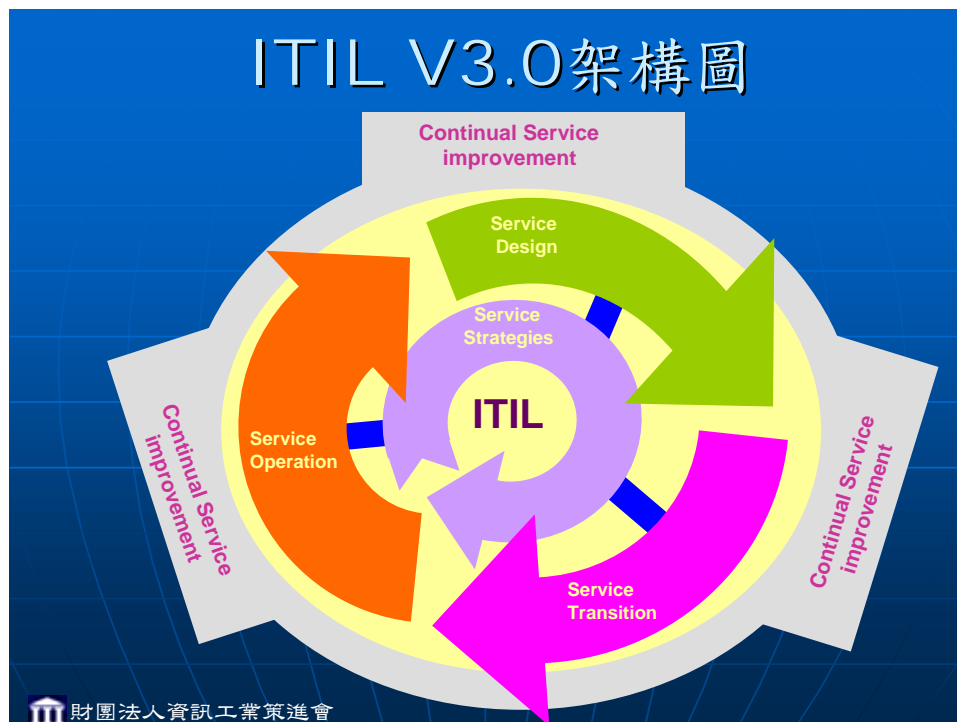 ITIL V3.0架構圖
Continual Service
improvement
Service
Design
Service
Strategies
ITIL
Service
Operation
Continual Service
improvement
Continual Service
improvement
Service
Transition
財團法人資訊工業策進會